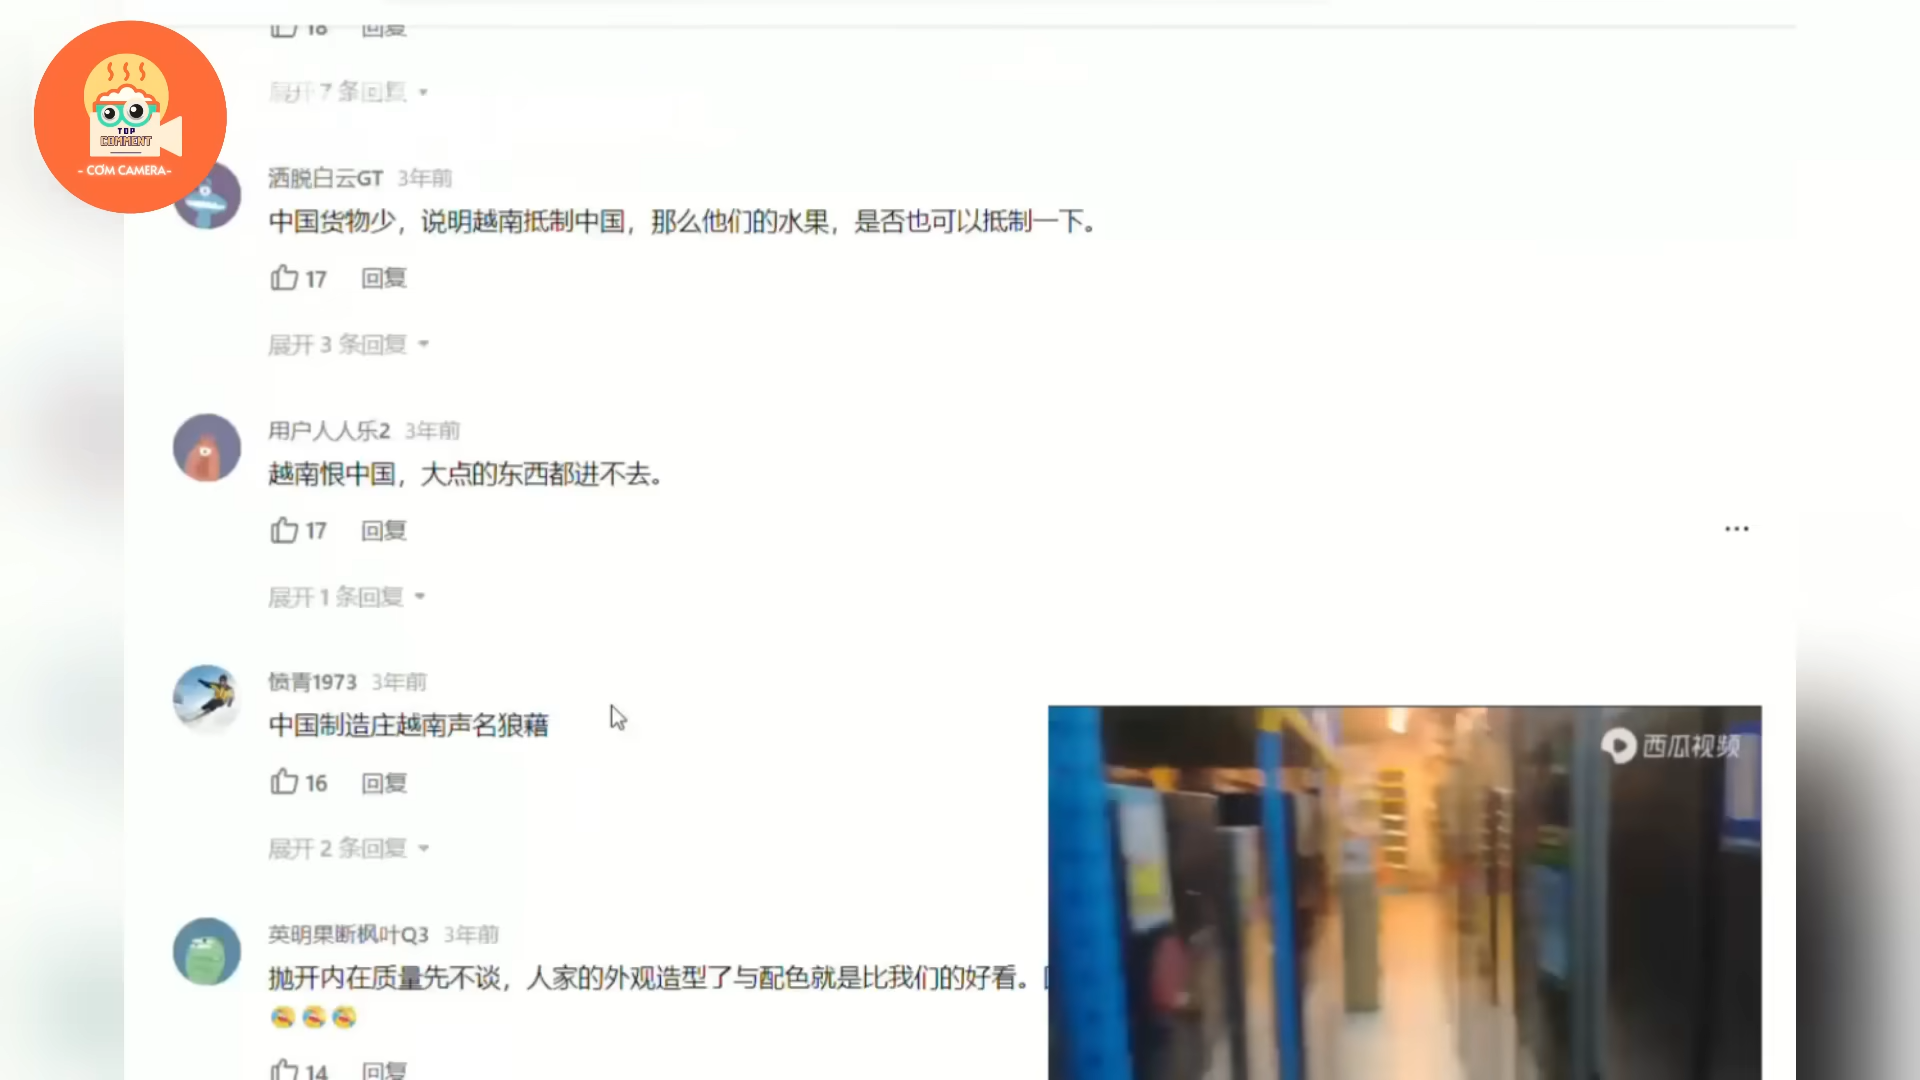 18 回复
展开 7 条回复
TOP
COMMENT
- CƠM CAMERA-
洒脱白云GT 3年前
中国货物少，说明越南抵制中国，那么他们的水果，是否也可以抵制一下。
17 回复
展开 3 条回复
用户人人乐2 3年前
越南恨中国，大点的东西都进不去。
17 回复
展开 1 条回复
愤青1973 3年前
中国制造庄越南声名狼藉
16 回复
展开 2 条回复
西瓜视频
英明果断枫叶Q3 3年前
抛开内在质量先不谈，人家的外观造型了与配色就是比我们的好看。
14 回复